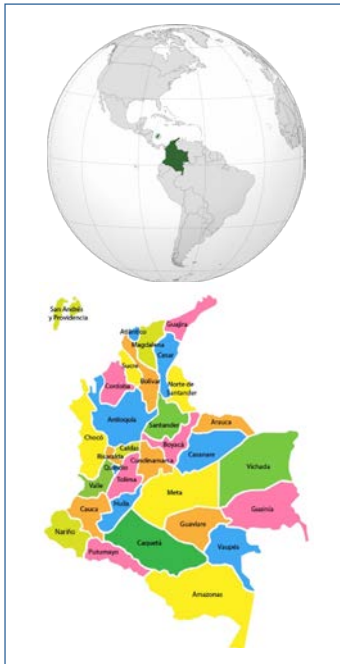 San Andrés
y Providencia
Guajira
Atlántico
Magdalena
Cesar
Sucre
Norte de
Santander
Córdoba
Bolívar
Antioquia
Santander
Arauca
Chocó
Boyacá
Caldas
Casanare
Risaralda
Cundinamarca
Vichada
Quindío
Valle
Tolima
Meta
Guainía
Cauca
Huila
Guaviare
Nariño
Vaupés
Caquetá
Putumayo
Amazonas